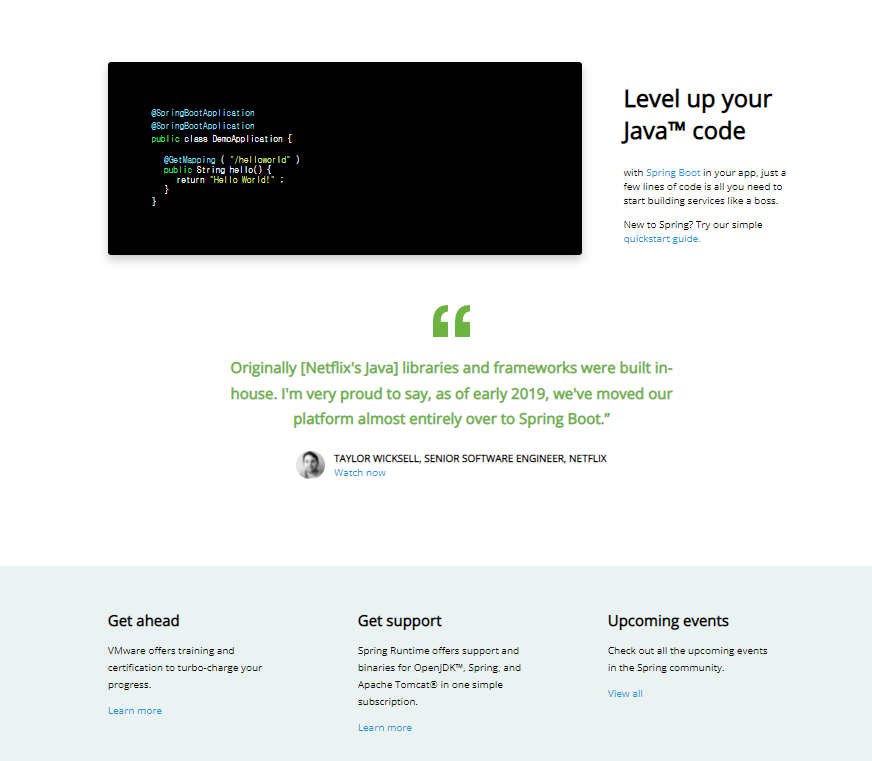 @SpringBootApplication
@SpringBootApplication
public class DemoApplication {
@GetMapping ( "/helloworld" )
public String hello() {
return "Hello World!" ;
}
}
Level up your
Java™ code
with Spring Boot in your app, just a
few lines of code is all you need to
start building services like a boss.
New to Spring? Try our simple
quickstart guide.
“
Originally [Netflix's Java] libraries and frameworks were built in-
house. I'm very proud to say, as of early 2019, we've moved our
platform almost entirely over to Spring Boot.”
TAYLOR WICKSELL, SENIOR SOFTWARE ENGINEER, NETFLIX
Watch now
Get ahead
VMware offers training and
certification to turbo-charge your
progress.
Learn more
Get support
Spring Runtime offers support and
binaries for OpenJDK™, Spring, and
Apache Tomcat® in one simple
subscription.
Learn more
Upcoming events
Check out all the upcoming events
in the Spring community.
View all